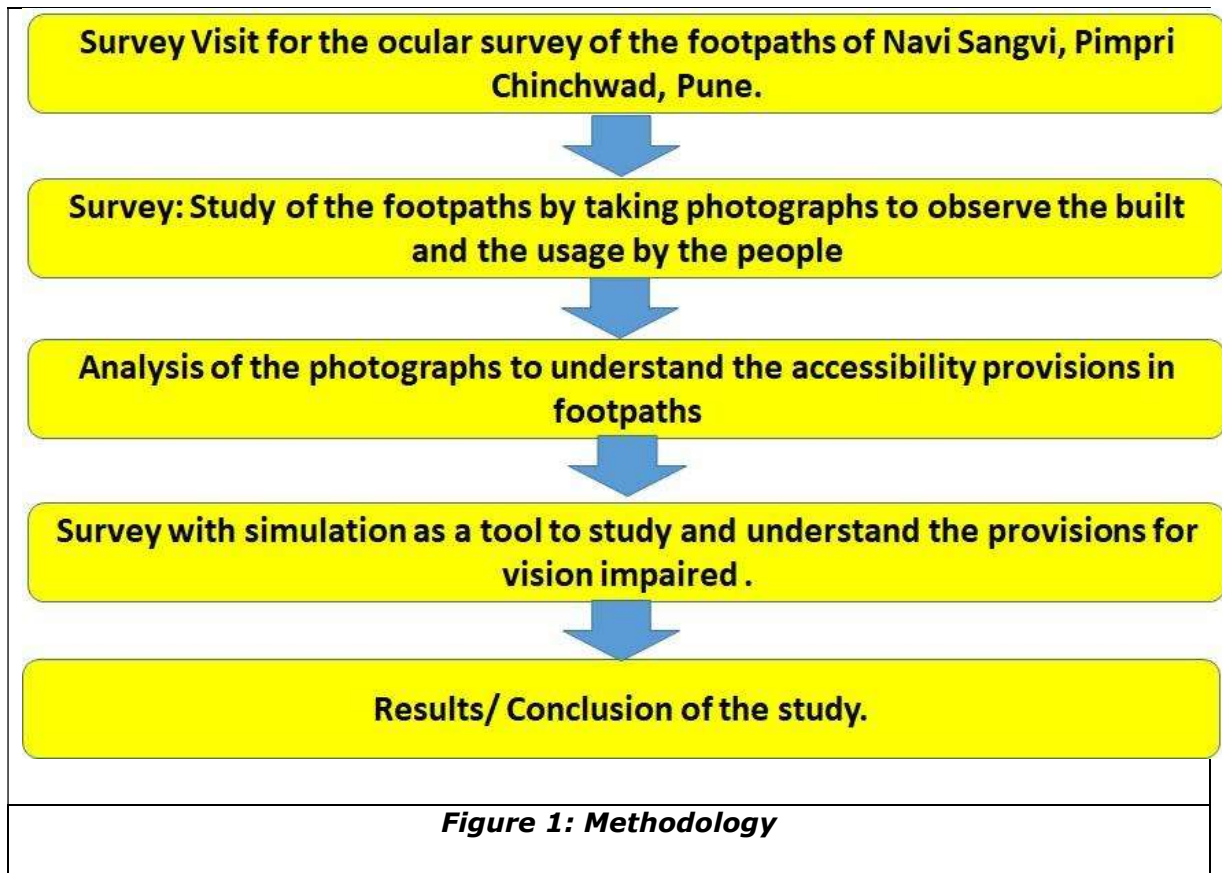 Survey Visit for the ocular survey of the footpaths of Navi Sangvi, Pimpri
Chinchwad, Pune.
Survey: Study of the footpaths by taking photographs to observe the built
and the usage by the people
Analysis of the photographs to understand the accessibility provisions in
footpaths
Survey with simulation as a tool to study and understand the provisions for
vision impaired .
Results/ Conclusion of the study.
Figure 1: Methodology